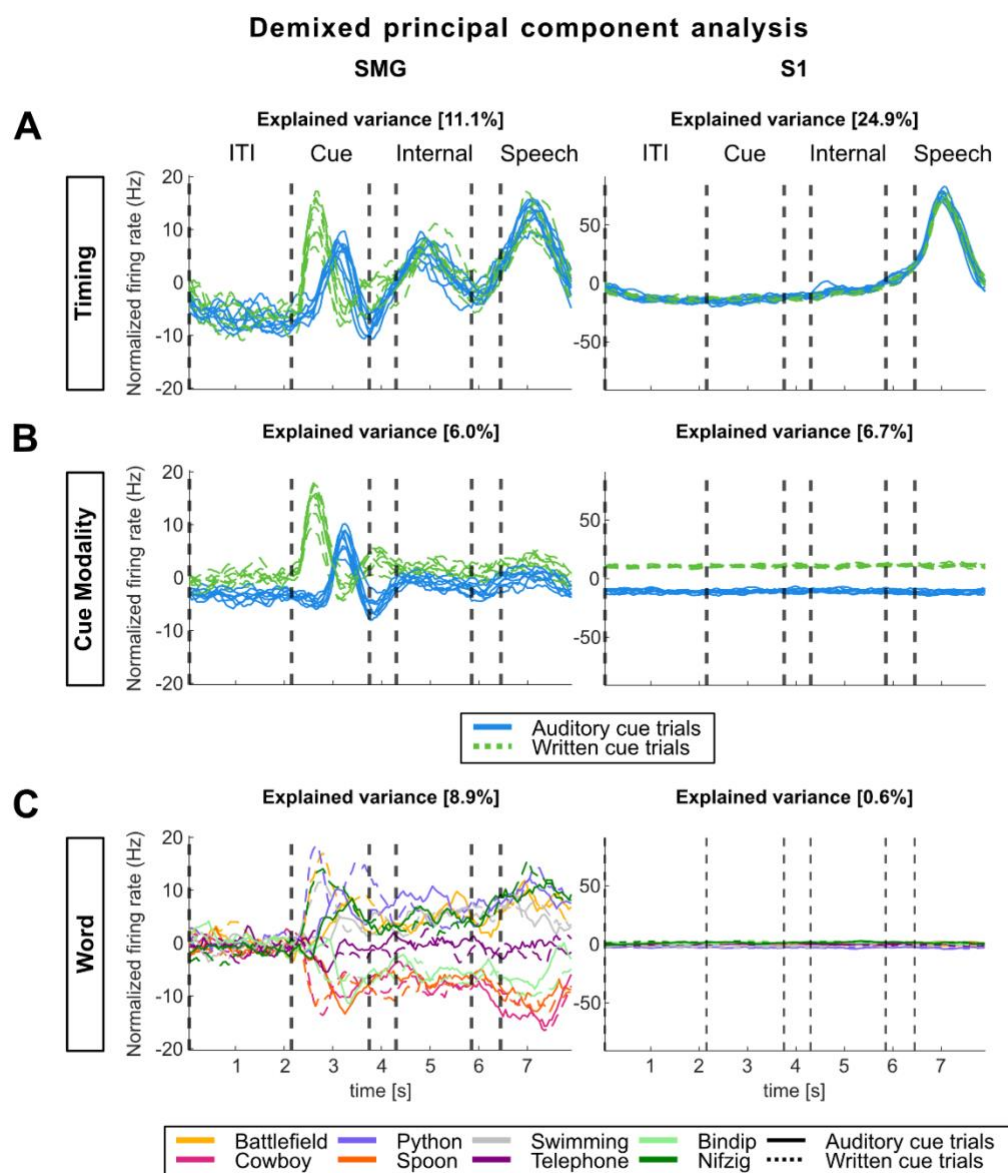 Demixed principal component analysis
SMG
S1
A
Explained variance [11.1%]
Explained variance [24.9%]
ITI Cue Internal Speech
ITI Cue Internal Speech
Timing
Normalized firing rate (Hz)
20
10
0
-10
-20
50
0
-50
B
Explained variance [6.0%]
Explained variance [6.7%]
Cue Modality
Normalized firing rate (Hz)
20
10
0
-10
-20
50
0
-50
Auditory cue trials
Written cue trials
C
Explained variance [8.9%]
Explained variance [0.6%]
Word
Normalized firing rate (Hz)
20
10
0
-10
-20
50
0
-50
1 2 3 4 5 6 7
1 2 3 4 5 6 7
time [s]
time [s]
Battlefield Python Swimming Bindip Auditory cue trials
Cowboy Spoon Telephone Nifzig Written cue trials